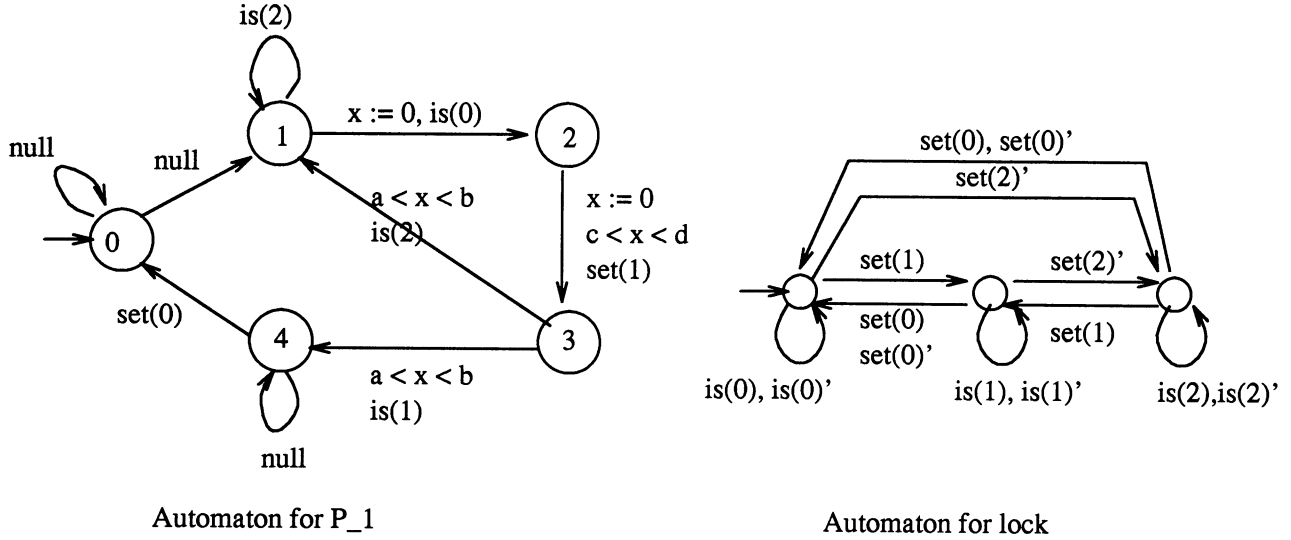 is(2)
x := 0, is(0)
1
2
null
null
a < x < b
is(2)
x := 0
c < x < d
set(1)
0
set(0)
4
3
a < x < b
is(1)
null
Automaton for P_1
set(0), set(0)’
set(2)’
set(1)
set(2)’
set(0)
set(0)’
set(1)
is(0), is(0)’
is(1), is(1)’
is(2),is(2)’
Automaton for lock